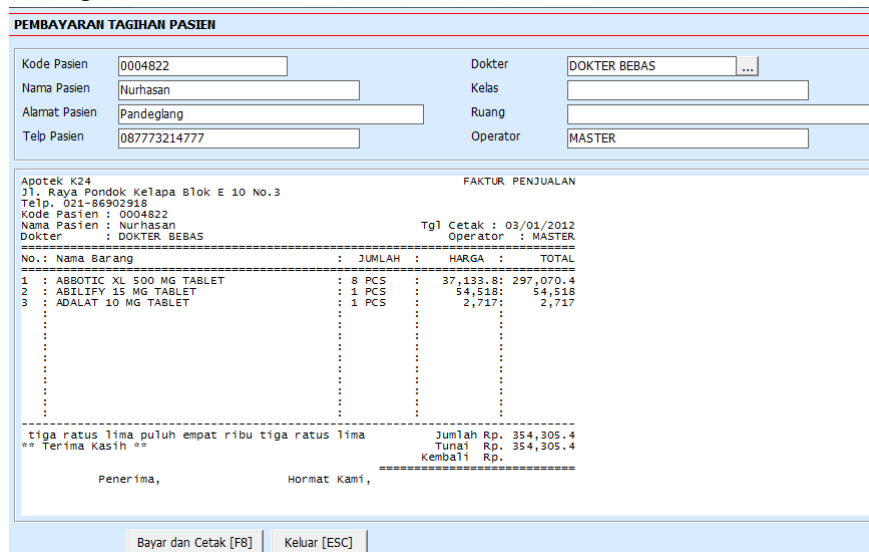 PEMBAYARAN TAGIHAN PASIEN
Kode Pasien 0004822 Dokter DOKTER BEBAS ...
Nama Pasien Nurhasan Kelas
Alamat Pasien Pandeglang Ruang
Telp Pasien 087773214777 Operator MASTER
Apotek K24 FAKTUR PENJUALAN
Jl. Raya Pondok Kelapa Blok E 10 No.3
Telp. 021-86902918
Kode Pasien : 0004822
Nama Pasien : Nurhasan Tgl Cetak : 03/01/2012
Dokter : DOKTER BEBAS Operator : MASTER
No.: Nama Barang : JUMLAH : HARGA : TOTAL
1 : ABBOTIC XL 500 MG TABLET : 8 PCS : 37,133.8: 297,070.4
2 : ABILIFY 15 MG TABLET : 1 PCS : 54,518: 54,518
3 : ADALAT 10 MG TABLET : 1 PCS : 2,717: 2,717
tiga ratus lima puluh empat ribu tiga ratus lima Jumlah Rp. 354,305.4
** Terima Kasih ** Tunai Rp. 354,305.4
Kembali Rp.
Penerima, Hormat Kami,
Bayar dan Cetak [F8] Keluar [ESC]